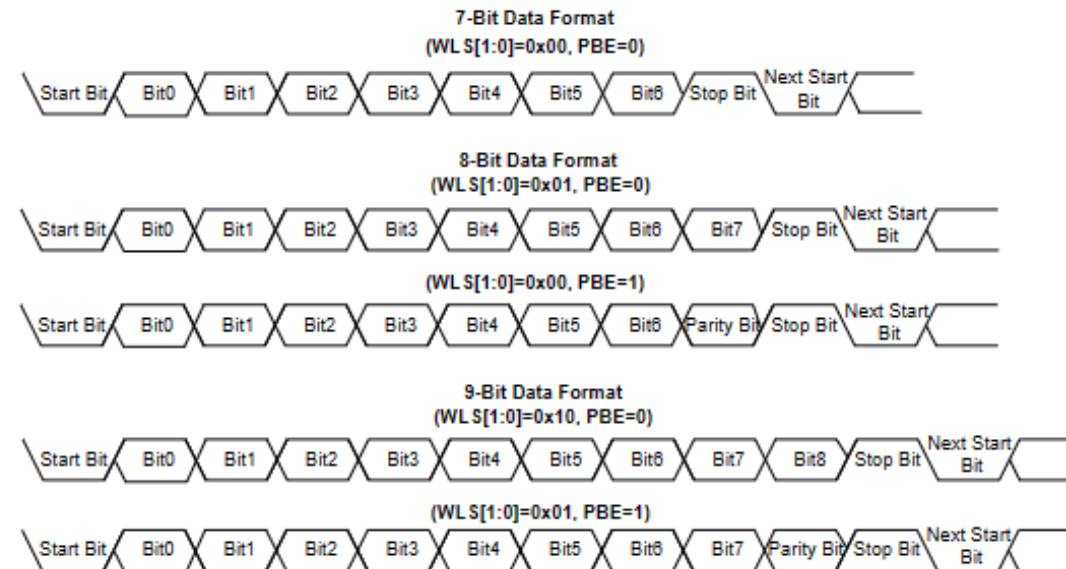 7-Bit Data Format
(WLS[1:0]=0x00, PBE=0)
Start Bit Bit0 Bit1 Bit2 Bit3 Bit4 Bit5 Bit6 Stop Bit Next Start Bit
8-Bit Data Format
(WLS[1:0]=0x01, PBE=0)
Start Bit Bit0 Bit1 Bit2 Bit3 Bit4 Bit5 Bit6 Bit7 Stop Bit Next Start Bit
(WLS[1:0]=0x00, PBE=1)
Start Bit Bit0 Bit1 Bit2 Bit3 Bit4 Bit5 Bit6 Parity Bit Stop Bit Next Start Bit
9-Bit Data Format
(WLS[1:0]=0x10, PBE=0)
Start Bit Bit0 Bit1 Bit2 Bit3 Bit4 Bit5 Bit6 Bit7 Bit8 Stop Bit Next Start Bit
(WLS[1:0]=0x01, PBE=1)
Start Bit Bit0 Bit1 Bit2 Bit3 Bit4 Bit5 Bit6 Bit7 Parity Bit Stop Bit Next Start Bit